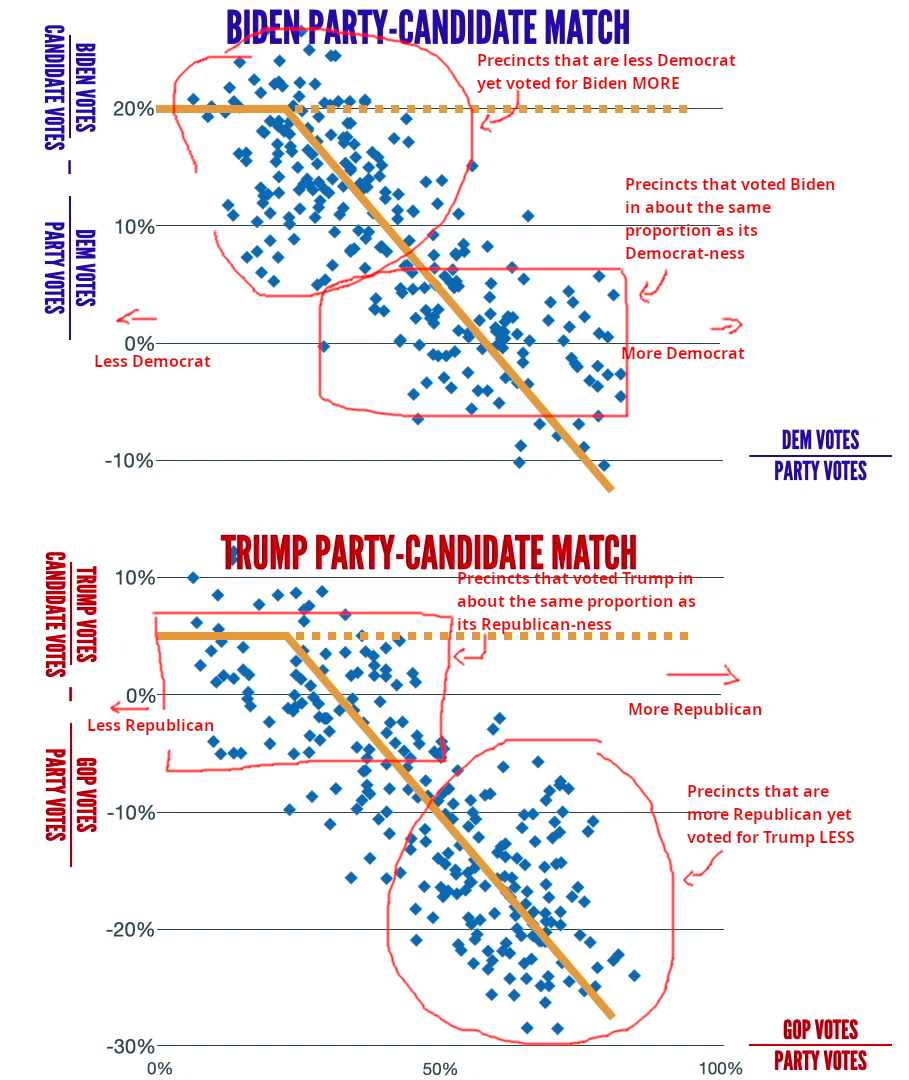 BIDEN PARTY-CANDIDATE MATCH
BIDEN VOTES
CANDIDATE VOTES
–
DEM VOTES
PARTY VOTES
Precincts that are less Democrat
yet voted for Biden MORE
20%
Precincts that voted Biden
in about the same
proportion as its
Democrat-ness
10%
0%
Less Democrat
More Democrat
-10%
DEM VOTES
PARTY VOTES
TRUMP PARTY-CANDIDATE MATCH
TRUMP VOTES
CANDIDATE VOTES
–
GOP VOTES
PARTY VOTES
10%
Precincts that voted Trump in
about the same proportion as
its Republican-ness
0%
Less Republican
More Republican
-10%
Precincts that are
more Republican yet
voted for Trump LESS
-20%
-30%
GOP VOTES
PARTY VOTES
0%
50%
100%